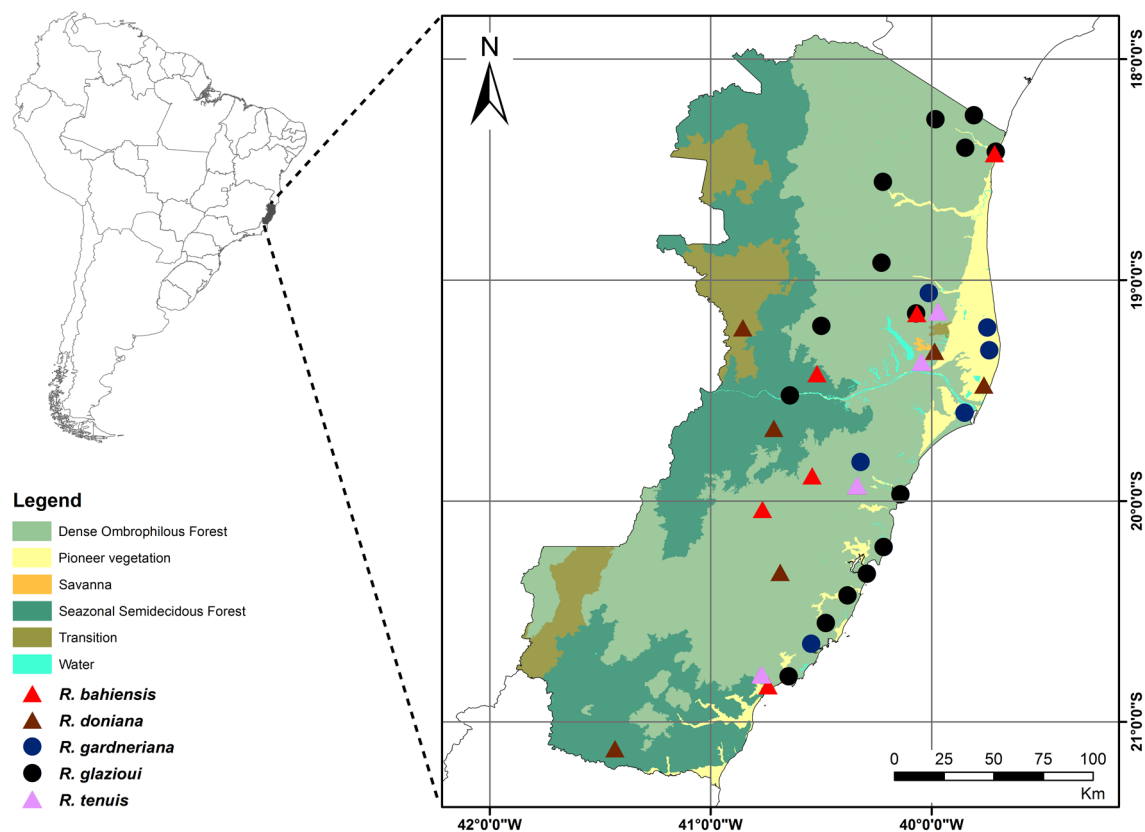 N
18°0'0"S
19°0'0"S
20°0'0"S
21°0'0"S
Legend
Dense Ombrophilous Forest
Pioneer vegetation
Savanna
Seazonal Semidecidous Forest
Transition
Water
R. bahiensis
R. doniana
R. gardneriana
R. glazioui
R. tenuis
0 25 50 75 100
Km
42°0'0"W 41°0'0"W 40°0'0"W